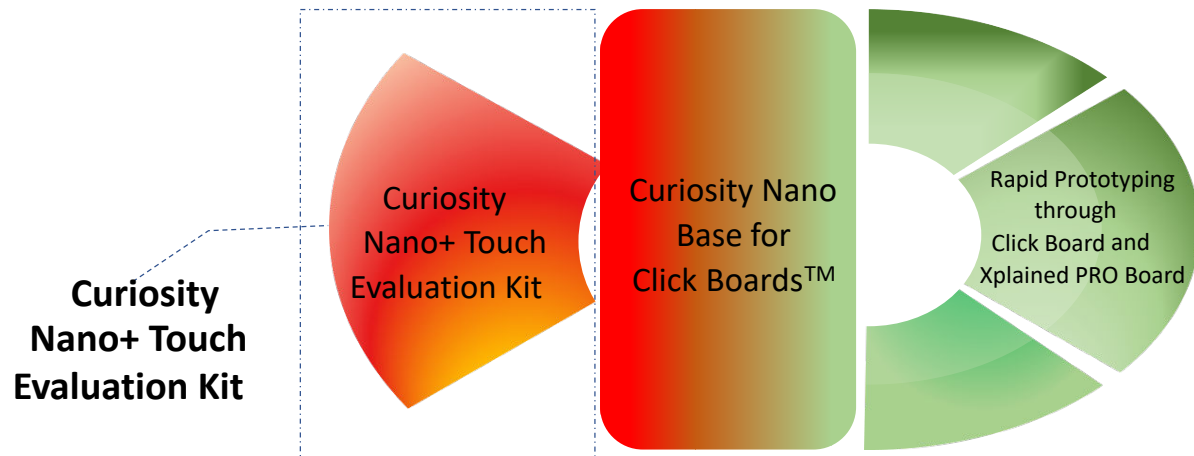 Curiosity
Nano+ Touch
Evaluation Kit
Curiosity
Nano+ Touch
Evaluation Kit
Curiosity Nano
Base for
Click Boards™
Rapid Prototyping
through
Click Board and
Xplained PRO Board